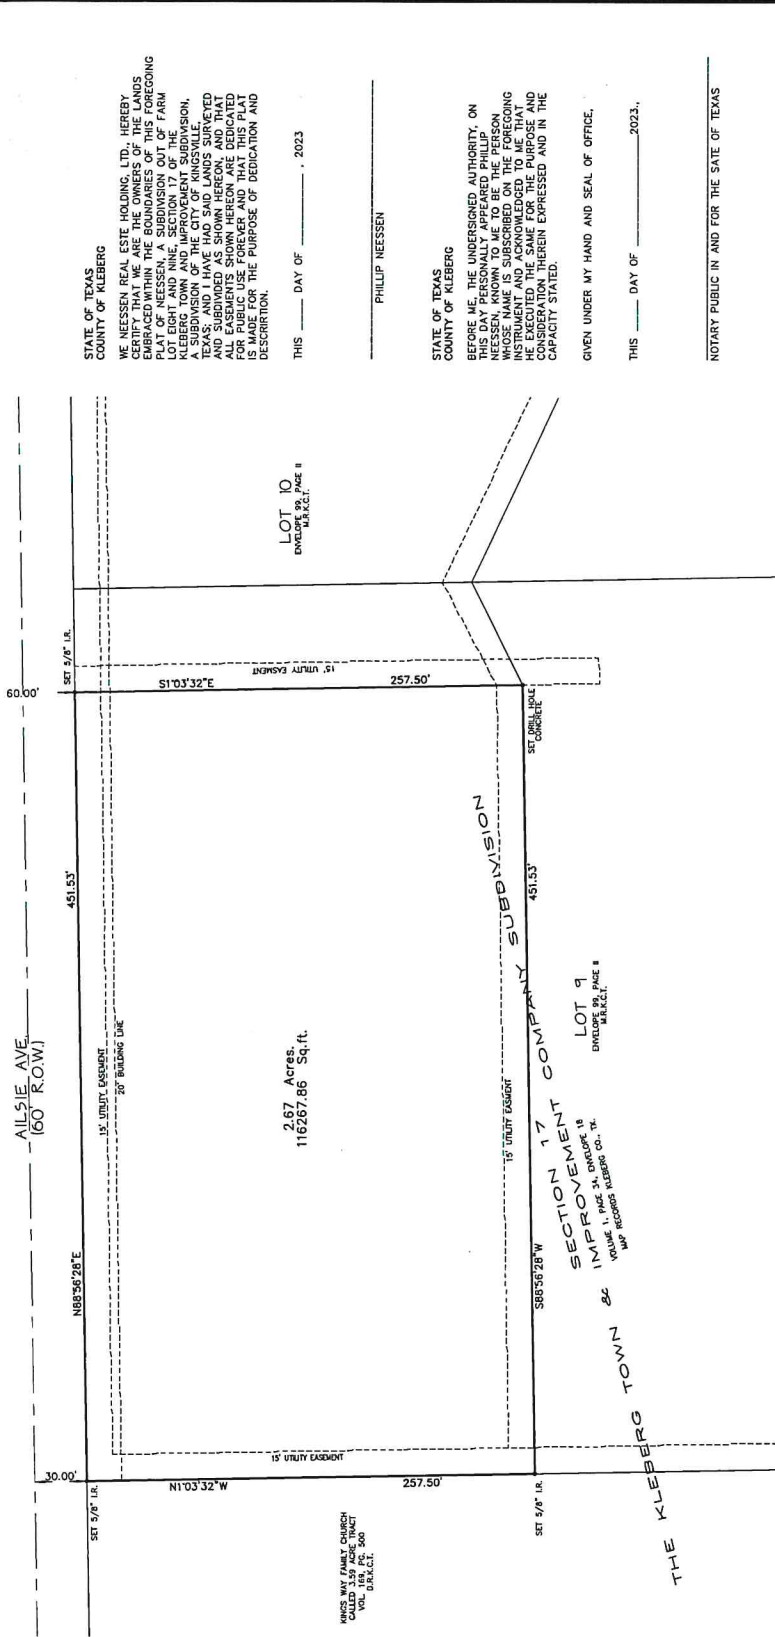 AILSIE AVE.
(60' R.O.W.)
30.00'
60.00'
SET 5/8" I.R.
N88°56'28"E
451.53'
SET 5/8" I.R.
15' UTILITY EASEMENT
20' BUILDING LINE
N1°03'32"W
257.50'
15' UTILITY EASEMENT
KINGS WAY FAMILY CHURCH
CALLED 3.59 ACRE TRACT
VOL. 169, PG. 500
D.R.K.C.T.
2.67 Acres.
116267.86 Sq.ft.
S1°03'32"E
257.50'
15' UTILITY EASMENT
LOT 10
ENVELOPE 99, PAGE II
M.R.K.C.T.
15' UTILITY EASMENT
SET 5/8" I.R.
S88°56'28"W
451.53'
SET DRILL HOLE
CONCRETE
THE KLEBERG TOWN & IMPROVEMENT COMPANY SUBDIVISION
SECTION 17
VOLUME 1, PAGE 34, ENVELOPE 18
MAP RECORDS KLEBERG CO., TX.
LOT 9
ENVELOPE 99, PAGE II
M.R.K.C.T.
STATE OF TEXAS
COUNTY OF KLEBERG
WE NEESSEN REAL ESTE HOLDING, LTD., HEREBY
CERTIFY THAT WE ARE THE OWNERS OF THE LANDS
EMBRACED WITHIN THE BOUNDARIES OF THIS FOREGOING
PLAT OF NEESSEN, A SUBDIVISION OUT OF FARM
LOT EIGHT AND NINE, SECTION 17 OF THE
KLEBERG TOWN AND IMPROVEMENT SUBDIVISION,
A SUBDIVISION OF THE CITY OF KINGSVILLE,
TEXAS; AND I HAVE HAD SAID LANDS SURVEYED
AND SUBDIVIDED AS SHOWN HEREON, AND THAT
ALL EASEMENTS SHOWN HEREON ARE DEDICATED
FOR PUBLIC USE FOREVER AND THAT THIS PLAT
IS MADE FOR THE PURPOSE OF DEDICATION AND
DESCRIRTION.
THIS ____ DAY OF ________, 2023
PHILLIP NEESSEN
STATE OF TEXAS
COUNTY OF KLEBERG
BEFORE ME, THE UNDERSIGNED AUTHORITY, ON
THIS DAY PERSONALLY APPEARED PHILLIP
NEESSEN, KNOWN TO ME TO BE THE PERSON
WHOSE NAME IS SUBSCRIBED ON THE FOREGOING
INSTRUMENT AND ACKNOWLEDGED TO ME THAT
HE EXECUTED THE SAME FOR THE PURPOSE AND
CONSIDERATION THEREIN EXPRESSED AND IN THE
CAPACITY STATED.
GIVEN UNDER MY HAND AND SEAL OF OFFICE,
THIS ____ DAY OF ________2023.,
NOTARY PUBLIC IN AND FOR THE SATE OF TEXAS